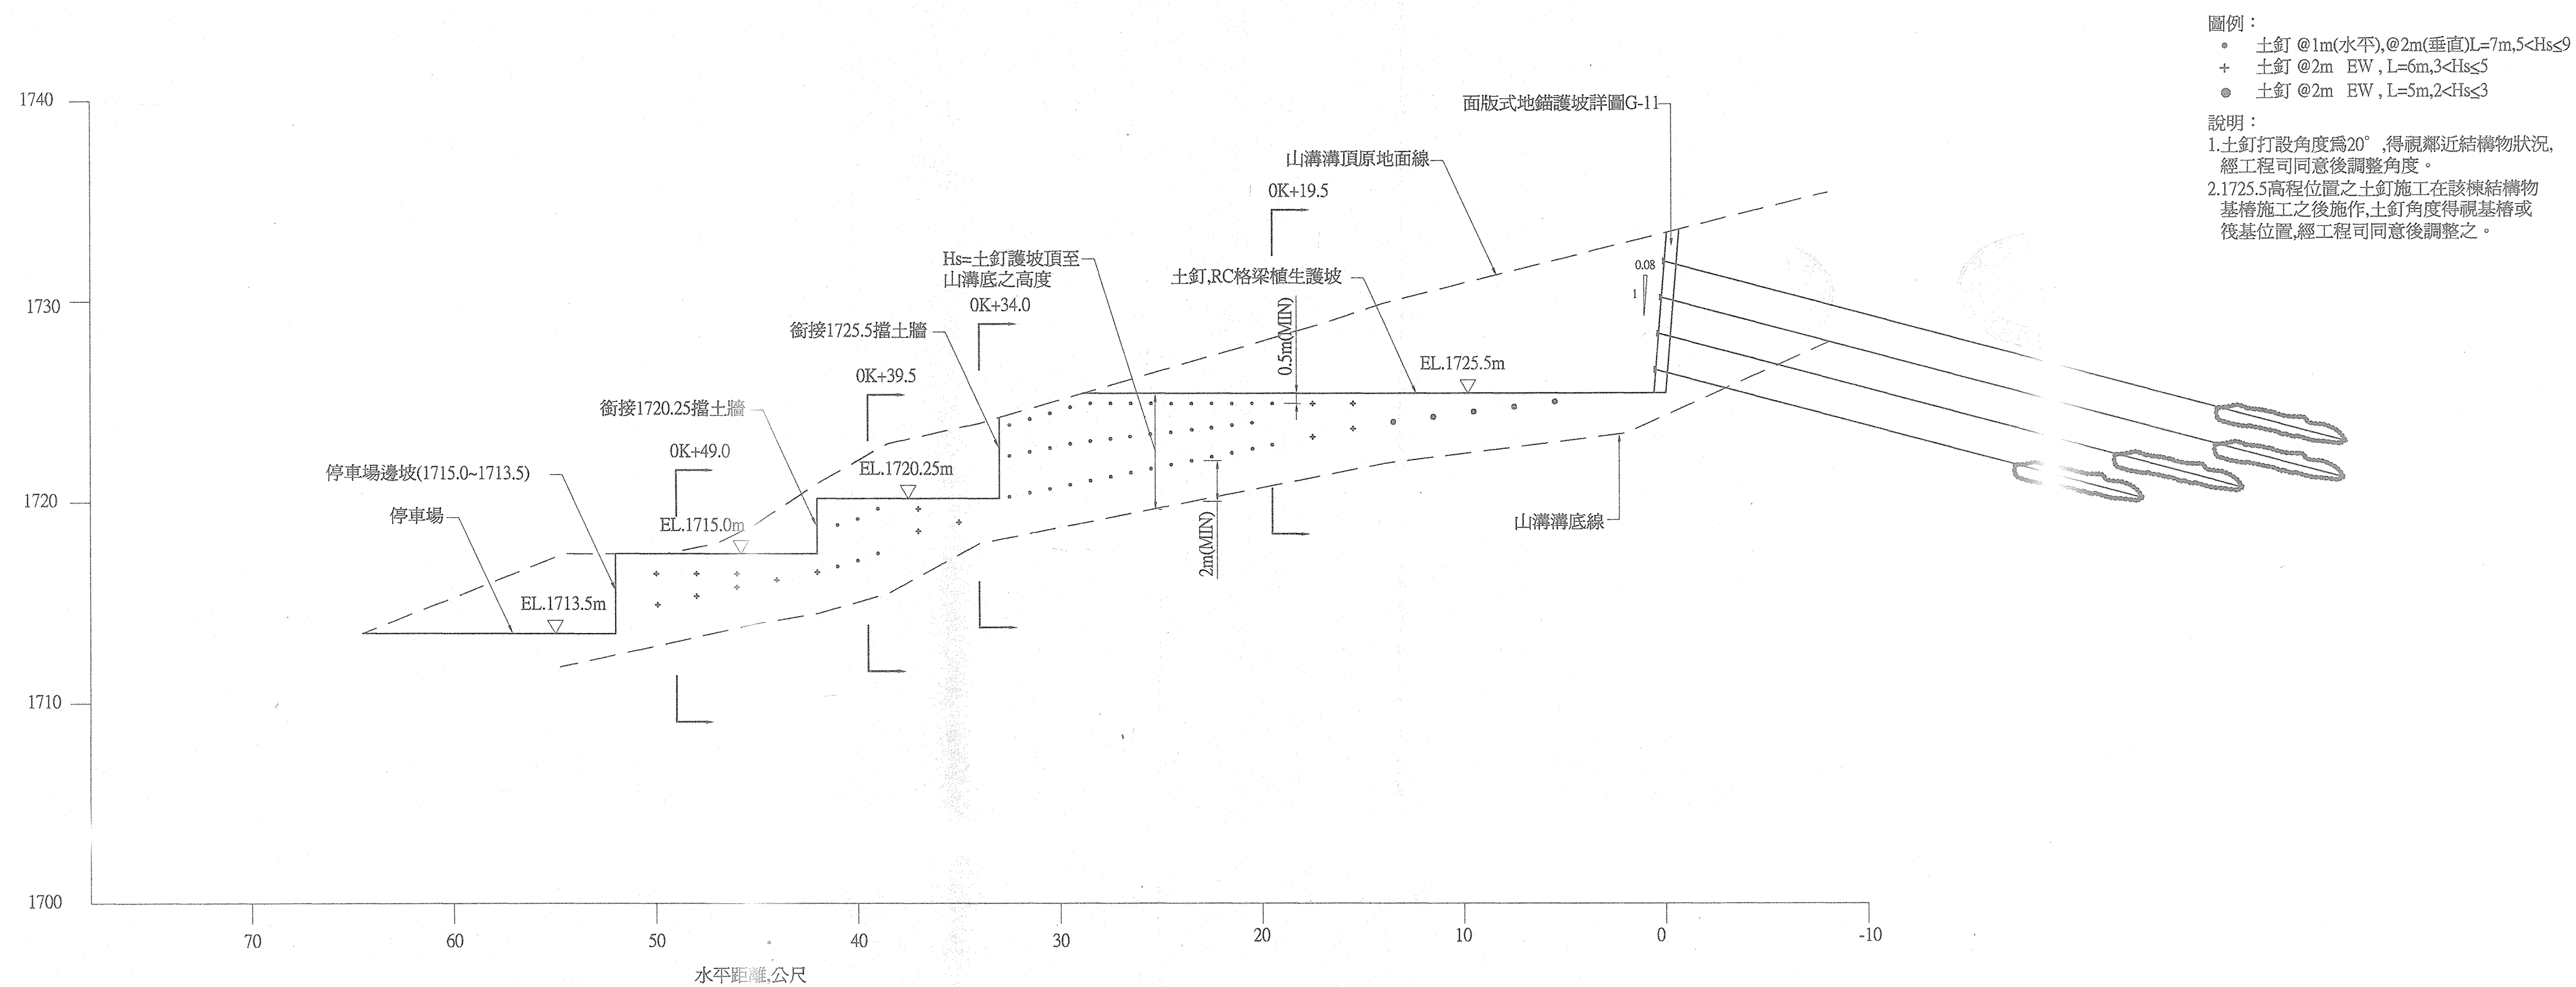 圖例：
土釘 @1m(水平),@2m(垂直)L=7m,5<Hs≤9
土釘 @2m EW , L=6m,3<Hs≤5
土釘 @2m EW , L=5m,2<Hs≤3
說明：
1.土釘打設角度爲20°,得視鄰近結構物狀況,
經工程司同意後調整角度。
2.1725.5高程位置之土釘施工在該棟結構物
基樁施工之後施作,土釘角度得視基樁或
筏基位置,經工程司同意後調整之。
1740
1730
1720
1710
1700
面版式地錨護坡詳圖G-11
山溝溝頂原地面線
0K+19.5
Hs=土釘護坡頂至
山溝底之高度
土釘,RC格梁植生護坡
0.08
1
0K+34.0
0.5m(MIN)
銜接1725.5擋土牆
EL.1725.5m
0K+39.5
銜接1720.25擋土牆
0K+49.0
EL.1720.25m
停車場邊坡(1715.0~1713.5)
停車場
EL.1715.0m
山溝溝底線
2m(MIN)
EL.1713.5m
70
60
50
40
30
20
10
0
-10
水平距離,公尺